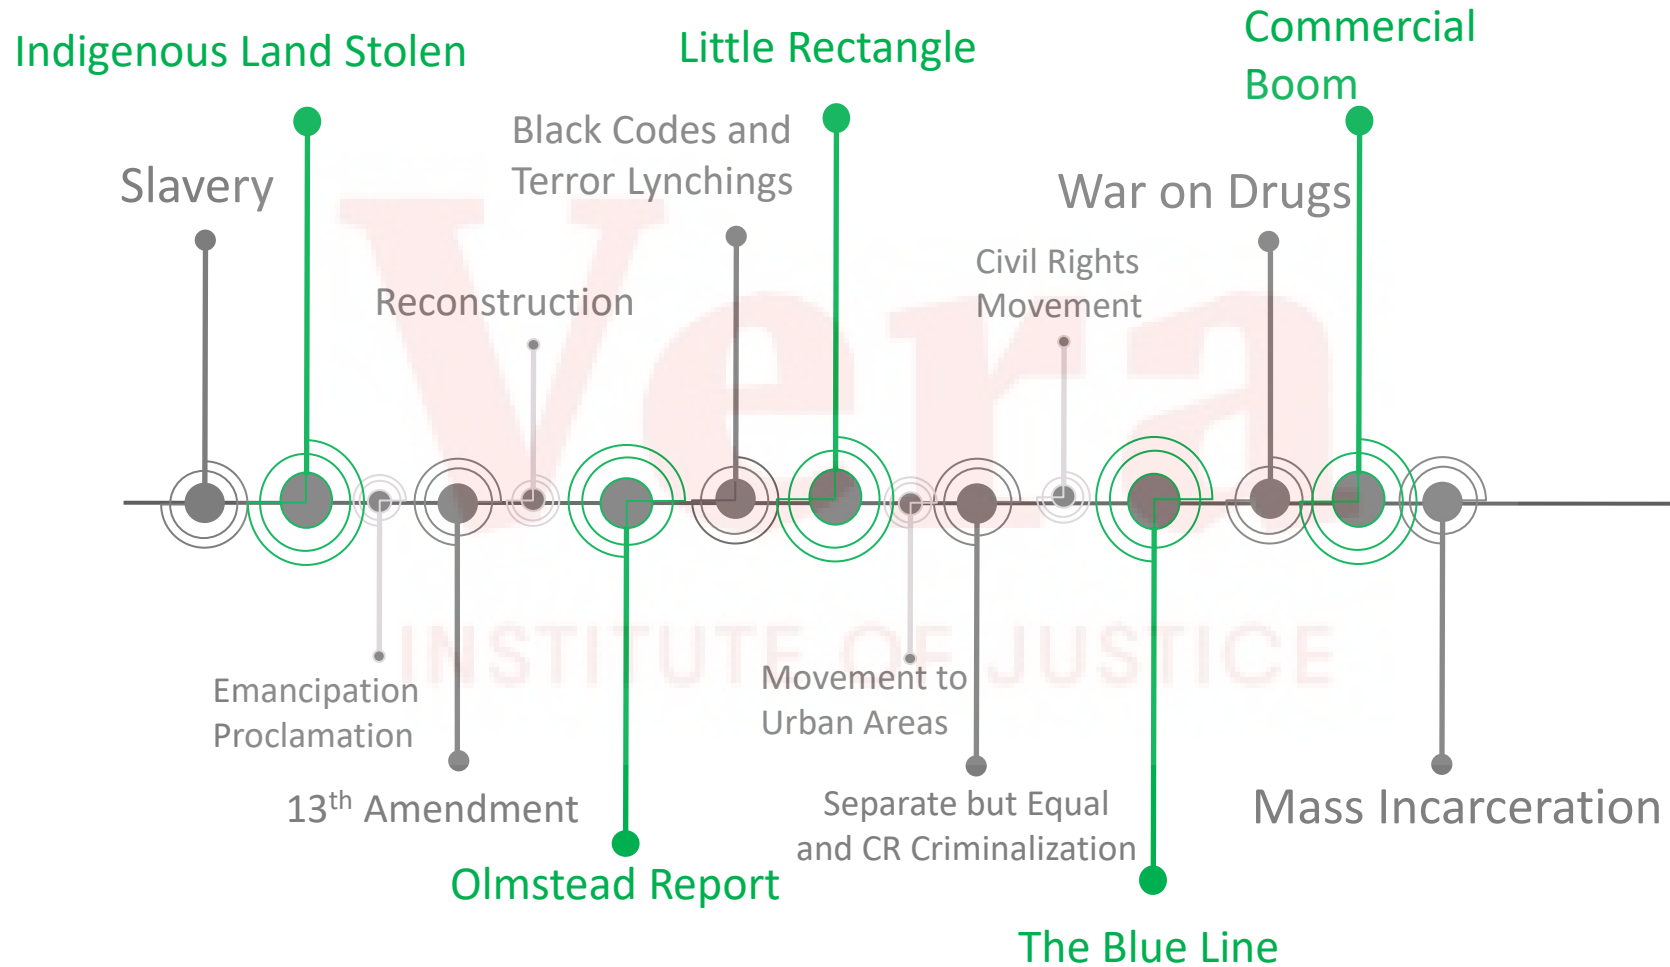 Indigenous Land Stolen
Little Rectangle
Commercial
Boom
Slavery
Black Codes and
Terror Lynchings
War on Drugs
Reconstruction
Civil Rights
Movement
Vera
INSTITUTE OF JUSTICE
Emancipation
Proclamation
13th Amendment
Olmstead Report
Movement to
Urban Areas
Separate but Equal
and CR Criminalization
The Blue Line
Mass Incarceration